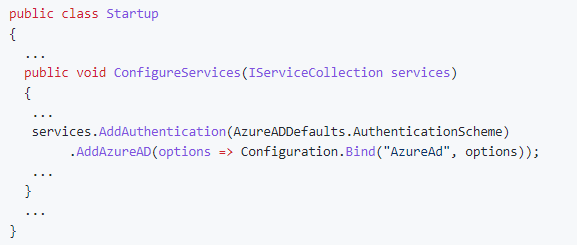 public class Startup
{
...
public void ConfigureServices(IServiceCollection services)
{
...
services.AddAuthentication(AzureADDefaults.AuthenticationScheme)
.AddAzureAD(options => Configuration.Bind("AzureAd", options));
...
}
...
}